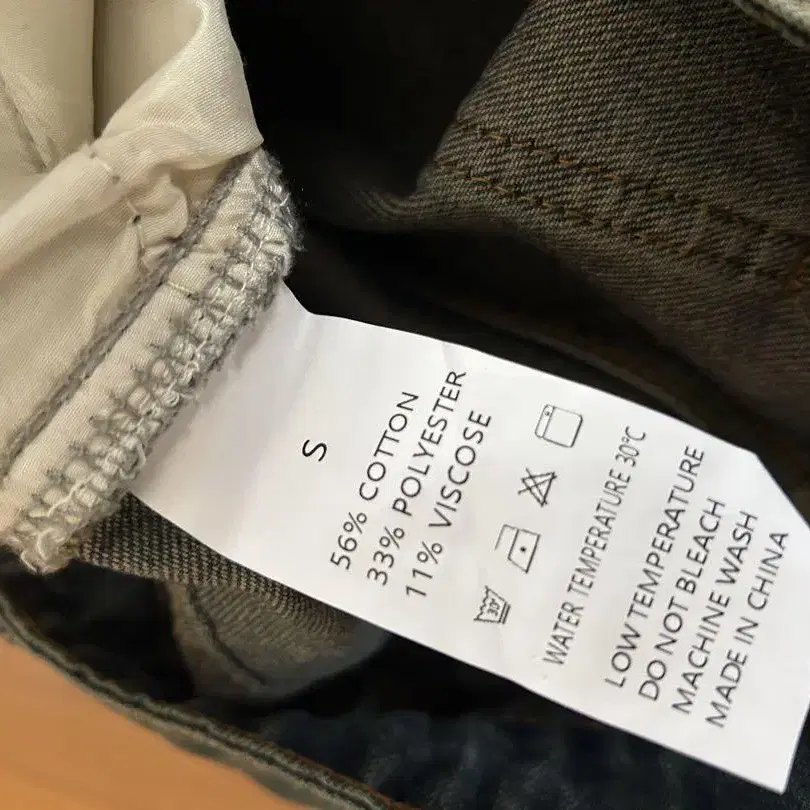 S
56% COTTON
33% POLYESTER
11% VISCOSE
30°
WATER TEMPERATURE 30℃
LOW TEMPERATURE
DO NOT BLEACH
MACHINE WASH
MADE IN CHINA